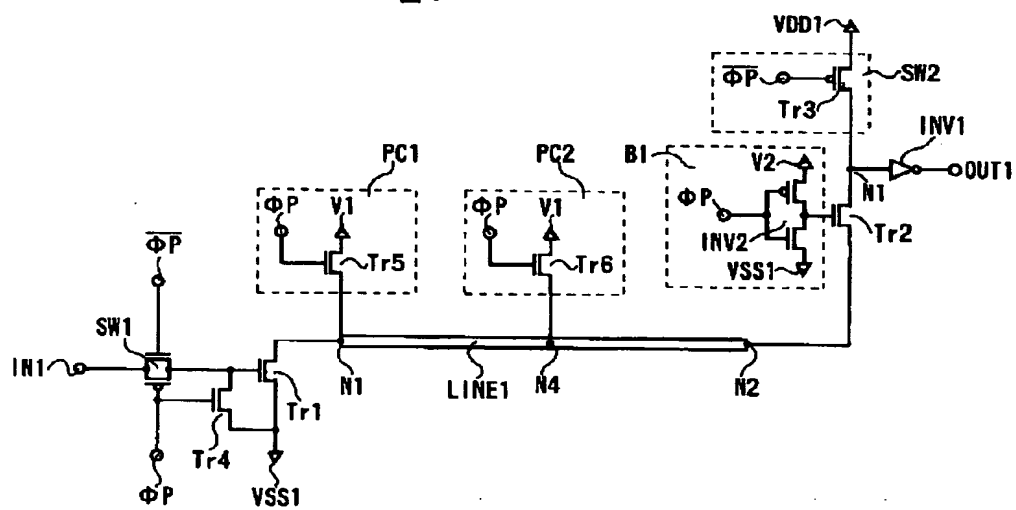 VDD1
ΦP
SW2
Tr3
INV1
PC1
PC2
B1
V2
OUT1
ΦP
V1
ΦP
V1
ΦP
N1
ΦP
Tr5
Tr6
INV2
Tr2
VSS1
SW1
IN1
Tr1
N1
LINE1
N4
N2
Tr4
ΦP
VSS1